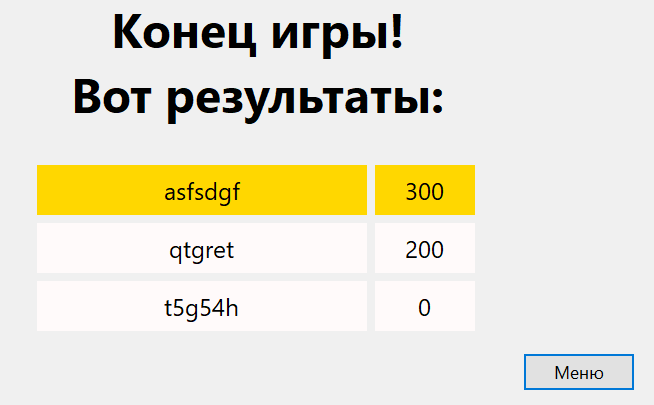 Конец игры!
Вот результаты:
asfsdgf 300
qtgret 200
t5g54h 0
Меню